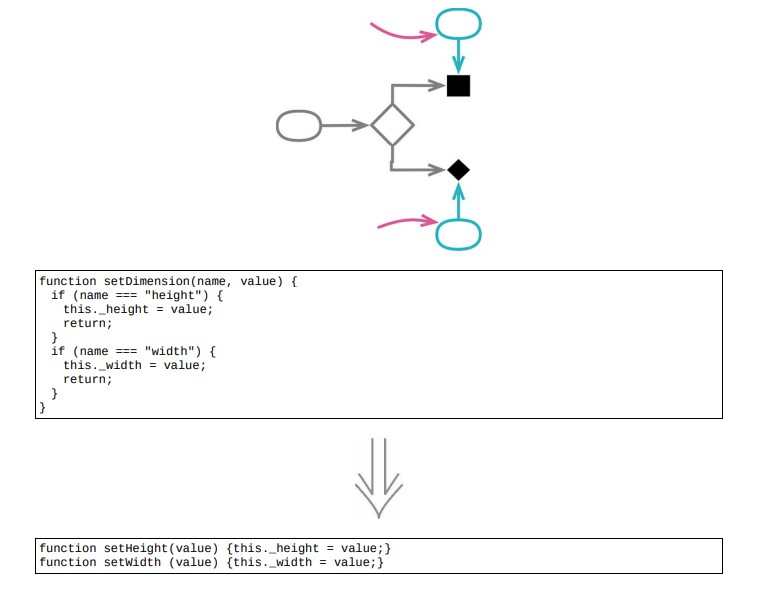 function setDimension(name, value) {
  if (name === "height") {
    this._height = value;
    return;
  }
  if (name === "width") {
    this._width = value;
    return;
  }
}
function setHeight(value) {this._height = value;}
function setWidth (value) {this._width = value;}